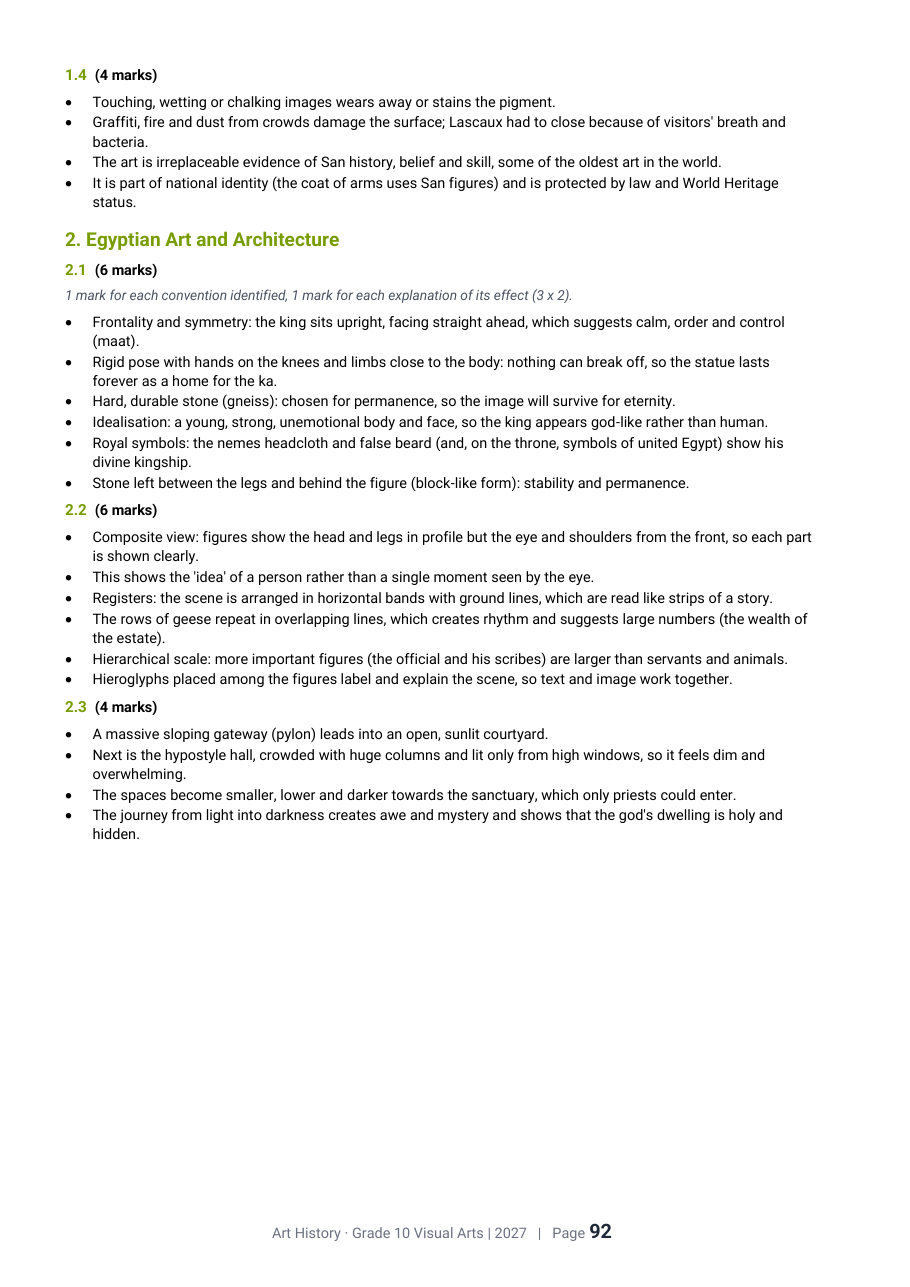 1.4 (4 marks)
• Touching, wetting or chalking images wears away or stains the pigment.
• Graffiti, fire and dust from crowds damage the surface; Lascaux had to close because of visitors' breath and
bacteria.
• The art is irreplaceable evidence of San history, belief and skill, some of the oldest art in the world.
• It is part of national identity (the coat of arms uses San figures) and is protected by law and World Heritage
status.
2. Egyptian Art and Architecture
2.1 (6 marks)
1 mark for each convention identified, 1 mark for each explanation of its effect (3 x 2).
• Frontality and symmetry: the king sits upright, facing straight ahead, which suggests calm, order and control
(maat).
• Rigid pose with hands on the knees and limbs close to the body: nothing can break off, so the statue lasts
forever as a home for the ka.
• Hard, durable stone (gneiss): chosen for permanence, so the image will survive for eternity.
• Idealisation: a young, strong, unemotional body and face, so the king appears god-like rather than human.
• Royal symbols: the nemes headcloth and false beard (and, on the throne, symbols of united Egypt) show his
divine kingship.
• Stone left between the legs and behind the figure (block-like form): stability and permanence.
2.2 (6 marks)
• Composite view: figures show the head and legs in profile but the eye and shoulders from the front, so each part
is shown clearly.
• This shows the 'idea' of a person rather than a single moment seen by the eye.
• Registers: the scene is arranged in horizontal bands with ground lines, which are read like strips of a story.
• The rows of geese repeat in overlapping lines, which creates rhythm and suggests large numbers (the wealth of
the estate).
• Hierarchical scale: more important figures (the official and his scribes) are larger than servants and animals.
• Hieroglyphs placed among the figures label and explain the scene, so text and image work together.
2.3 (4 marks)
• A massive sloping gateway (pylon) leads into an open, sunlit courtyard.
• Next is the hypostyle hall, crowded with huge columns and lit only from high windows, so it feels dim and
overwhelming.
• The spaces become smaller, lower and darker towards the sanctuary, which only priests could enter.
• The journey from light into darkness creates awe and mystery and shows that the god's dwelling is holy and
hidden.
Art History · Grade 10 Visual Arts | 2027 | Page 92